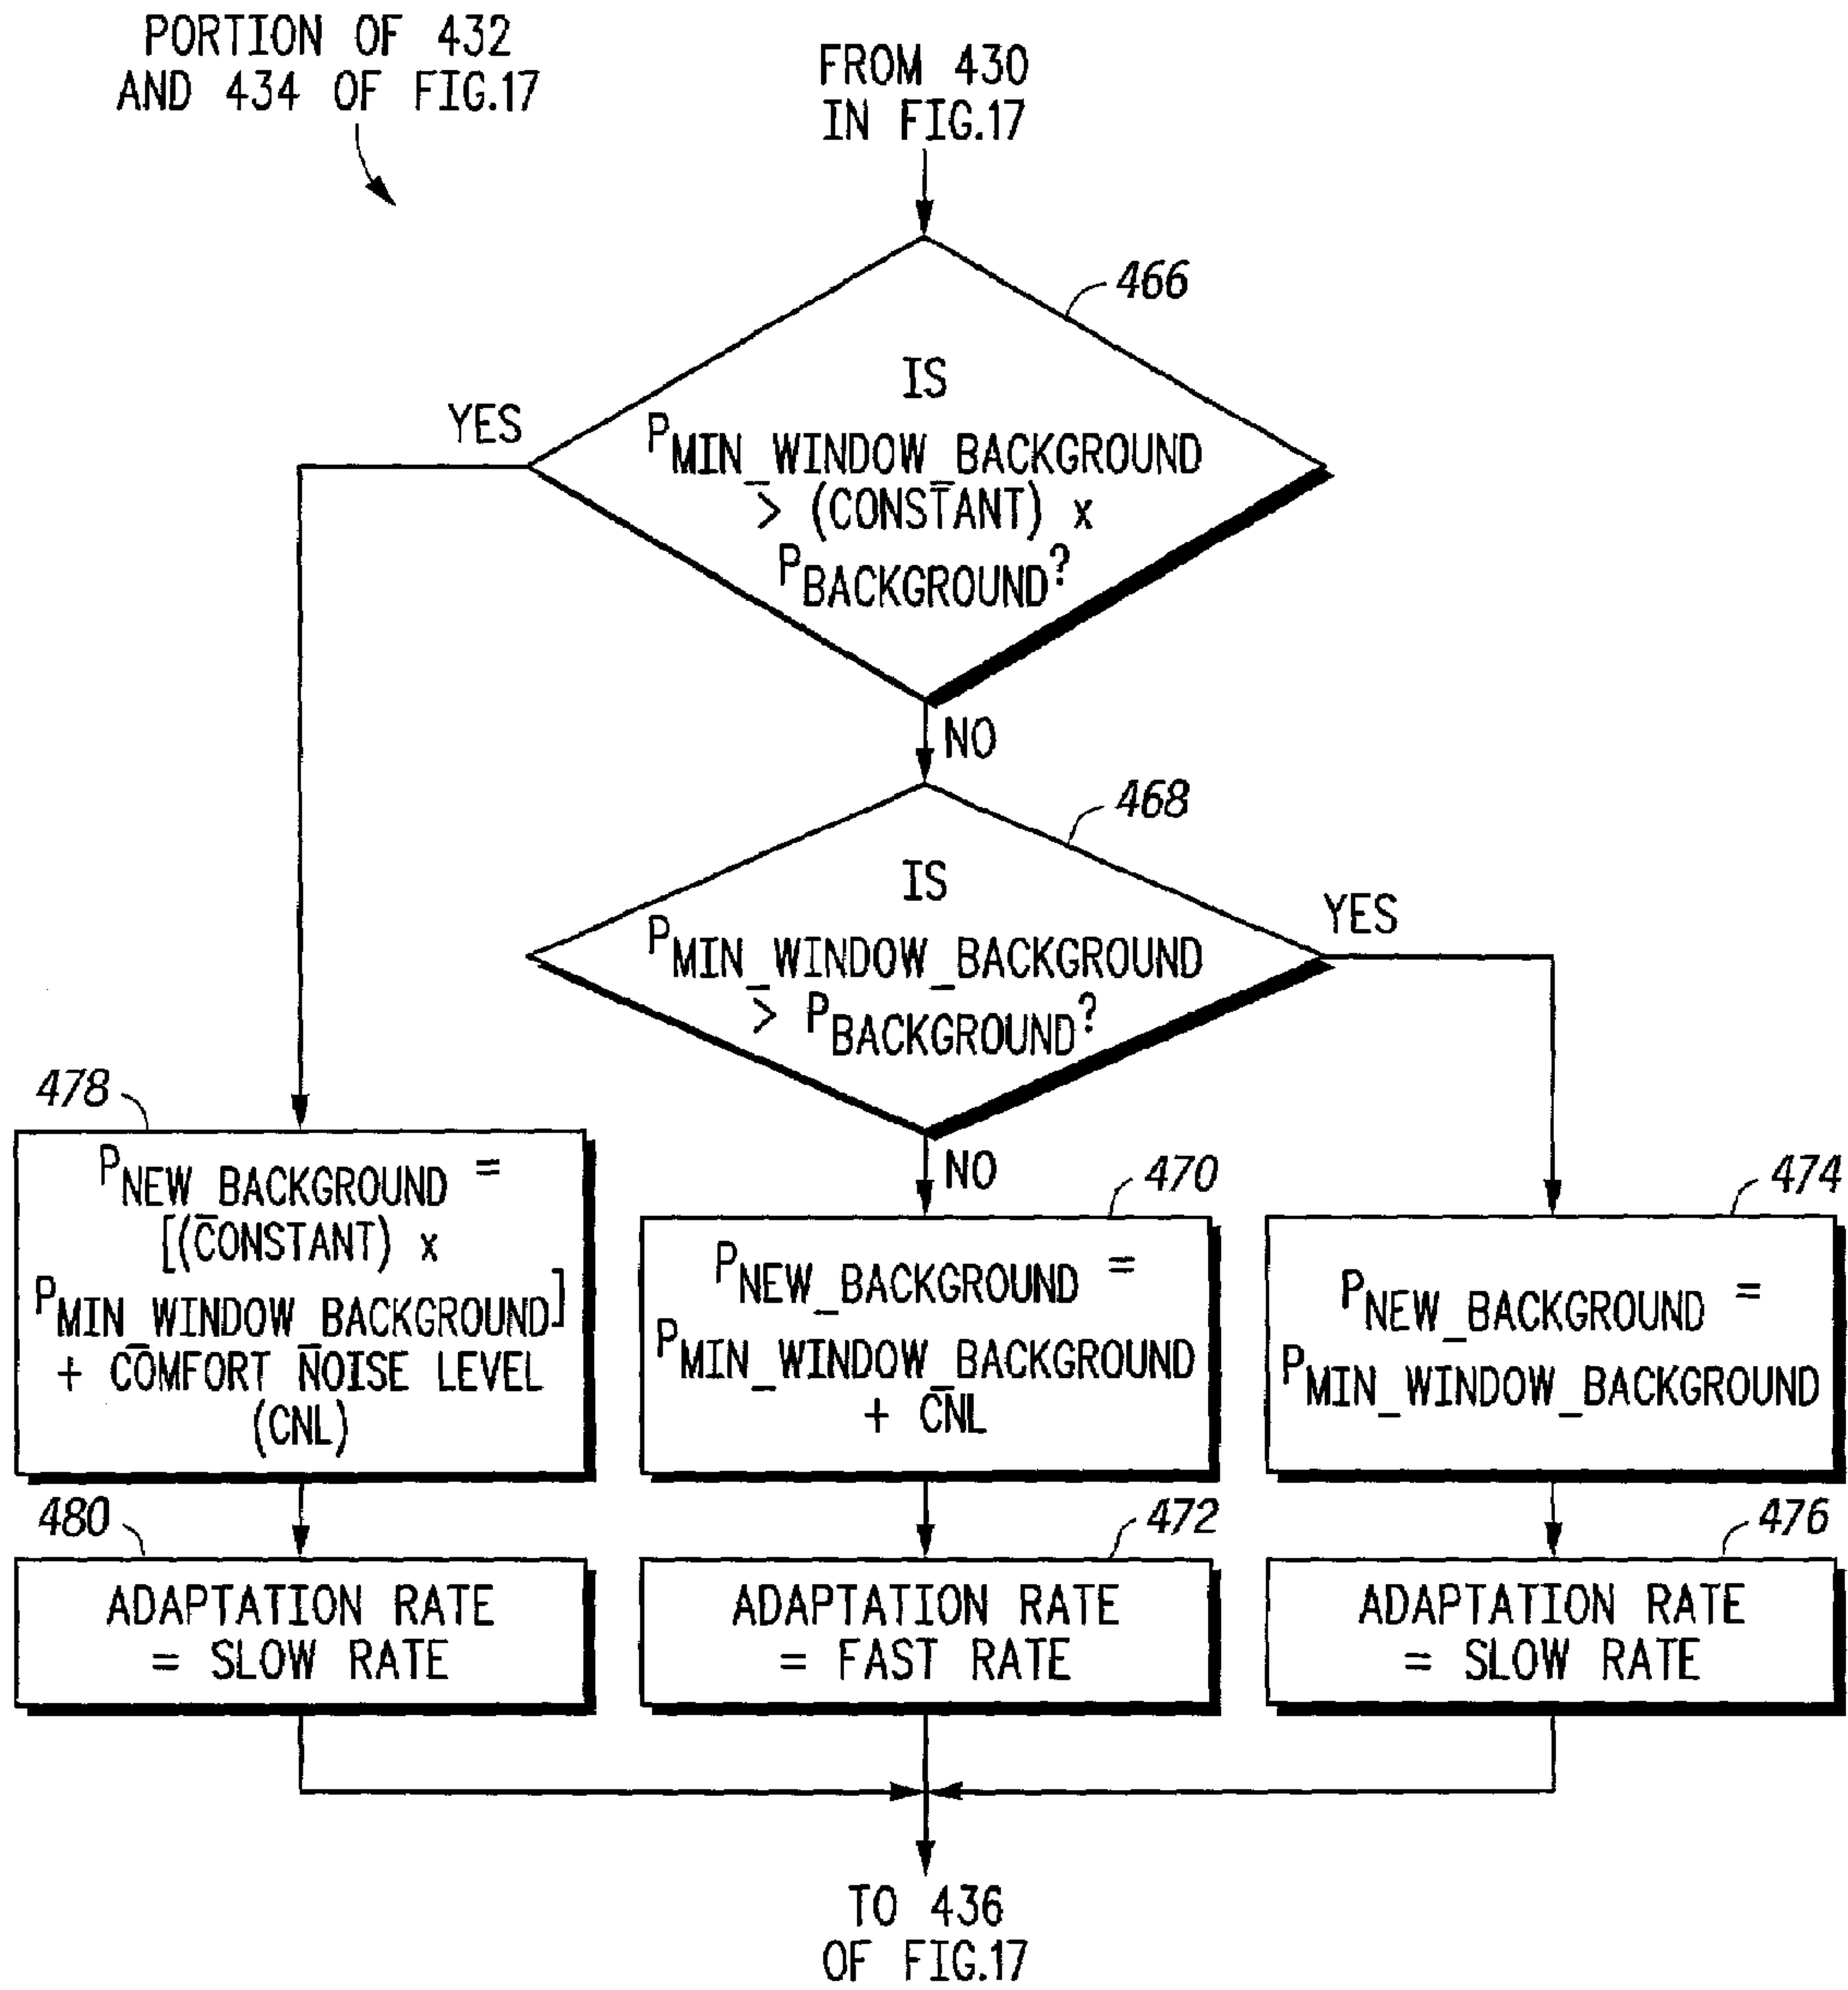 PORTION OF 432
AND 434 OF FIG.17
FROM 430
IN FIG.17
466
IS
PMIN_WINDOW_BACKGROUND
> (CONSTANT) x
PBACKGROUND?
YES
NO
468
IS
PMIN_WINDOW_BACKGROUND
> PBACKGROUND?
YES
NO
478
PNEW_BACKGROUND =
[(CONSTANT) x
PMIN_WINDOW_BACKGROUND]
+ COMFORT NOISE LEVEL
(CNL)
470
PNEW_BACKGROUND =
PMIN_WINDOW_BACKGROUND
+ CNL
474
PNEW_BACKGROUND =
PMIN_WINDOW_BACKGROUND
480
ADAPTATION RATE
= SLOW RATE
472
ADAPTATION RATE
= FAST RATE
476
ADAPTATION RATE
= SLOW RATE
TO 436
OF FIG.17